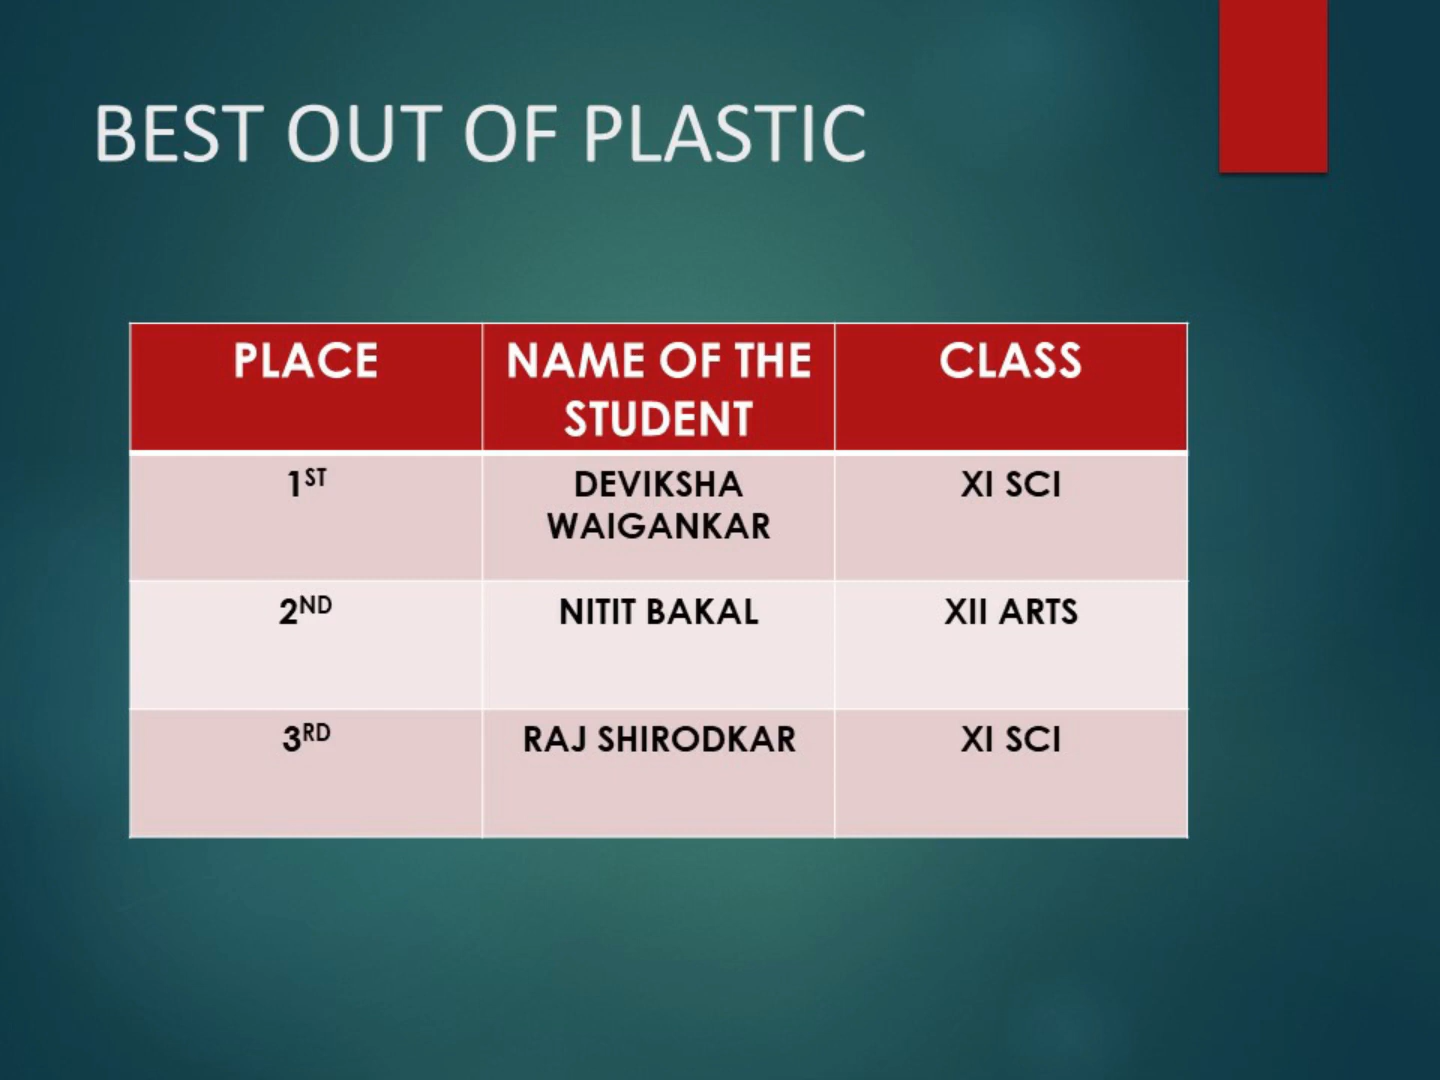 BEST OUT OF PLASTIC
PLACE
NAME OF THE
STUDENT
CLASS
1ST
DEVIKSHA
WAIGANKAR
XI SCI
2ND
NITIT BAKAL
XII ARTS
3RD
RAJ SHIRODKAR
XI SCI